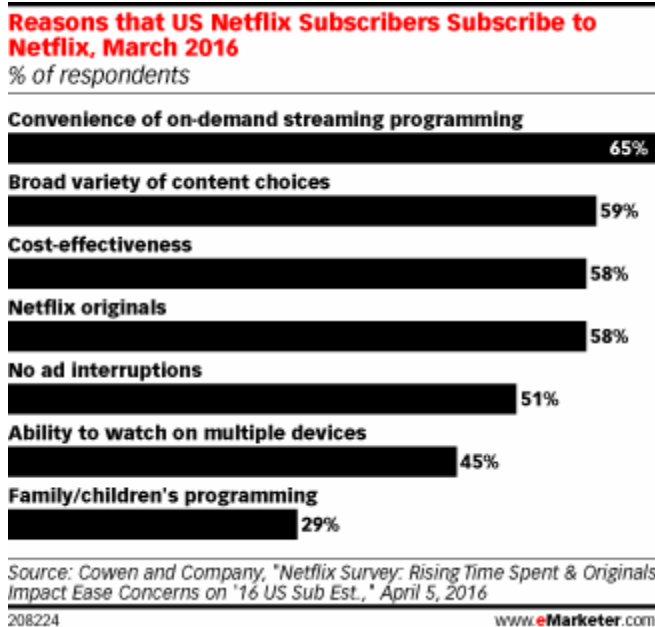 Reasons that US Netflix Subscribers Subscribe to
Netflix, March 2016
% of respondents
Convenience of on-demand streaming programming
65%
Broad variety of content choices
59%
Cost-effectiveness
58%
Netflix originals
58%
No ad interruptions
51%
Ability to watch on multiple devices
45%
Family/children's programming
29%
Source: Cowen and Company, "Netflix Survey: Rising Time Spent & Originals
Impact Ease Concerns on '16 US Sub Est.," April 5, 2016
208224
www.eMarketer.com